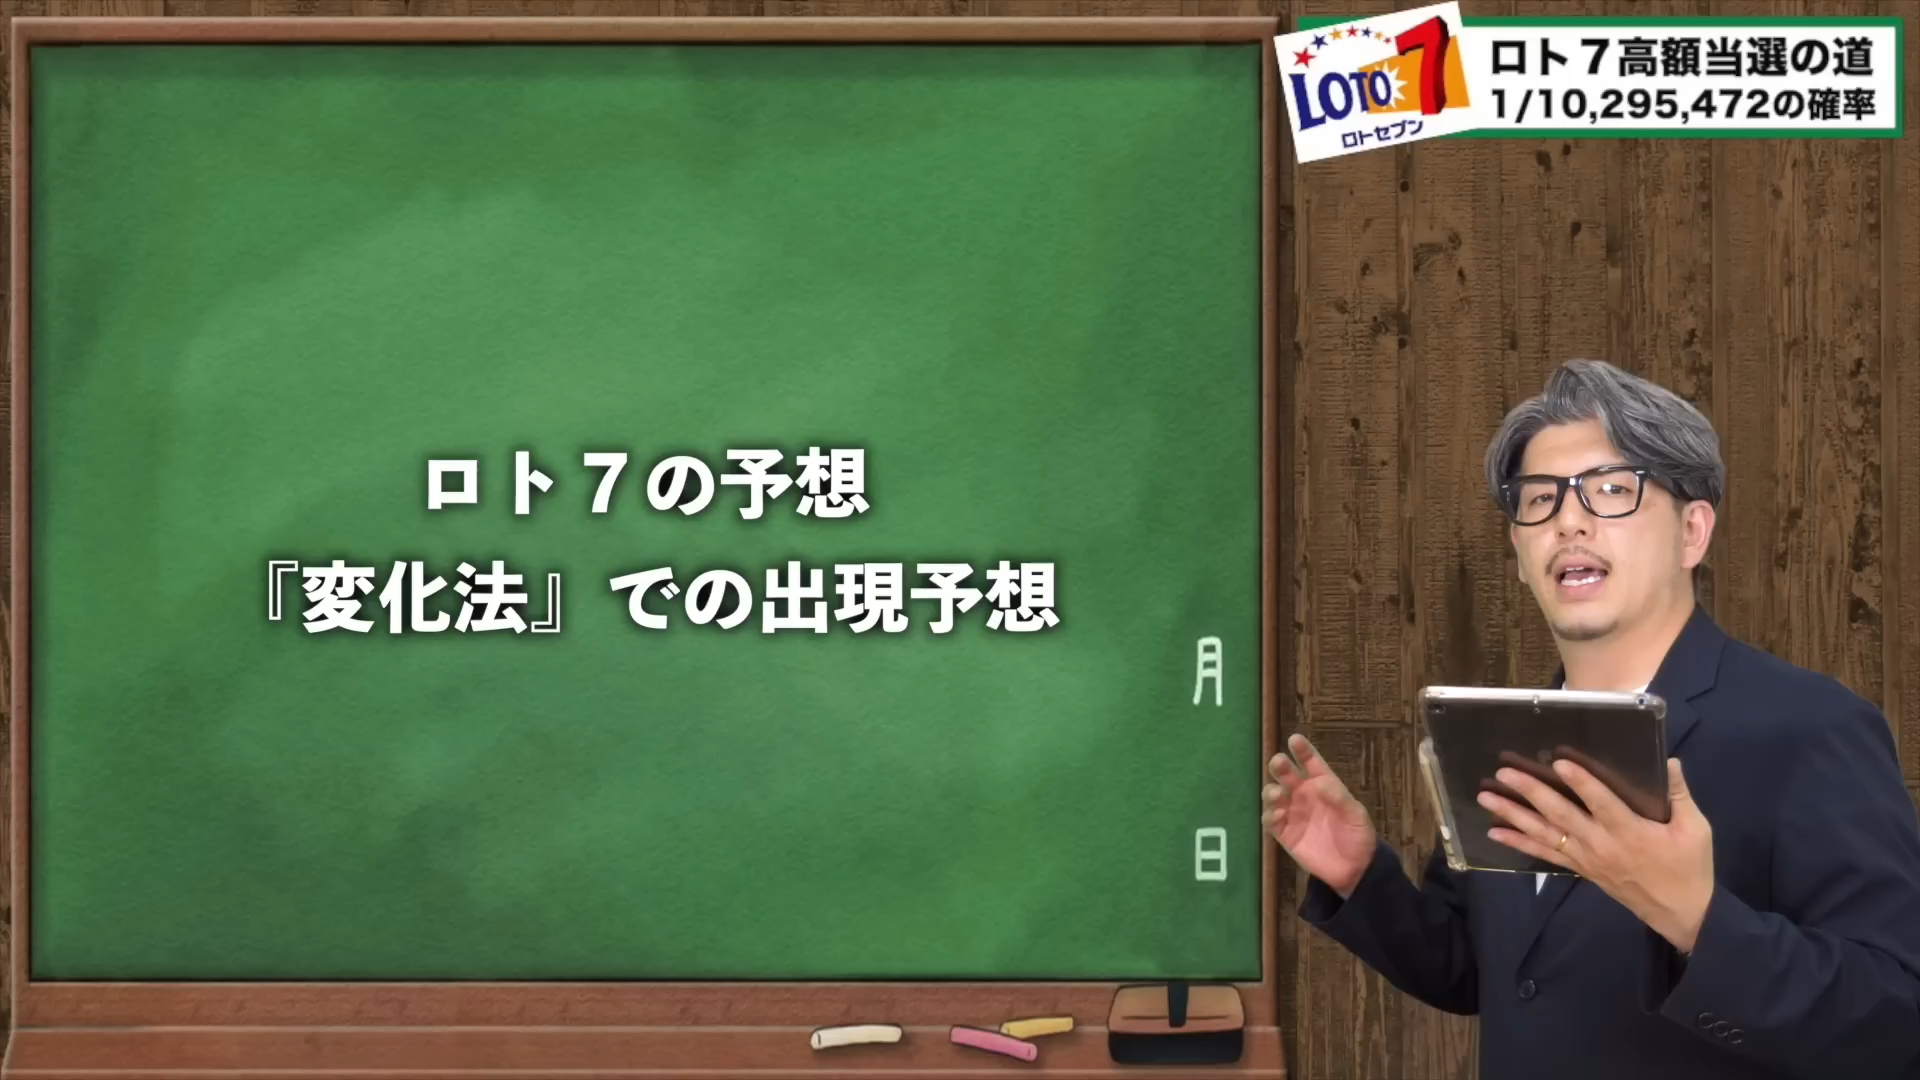 ロト７の予想
『変化法』での出現予想
月
日
LOTO 7
ロトセブン
ロト７高額当選の道
1/10,295,472の確率